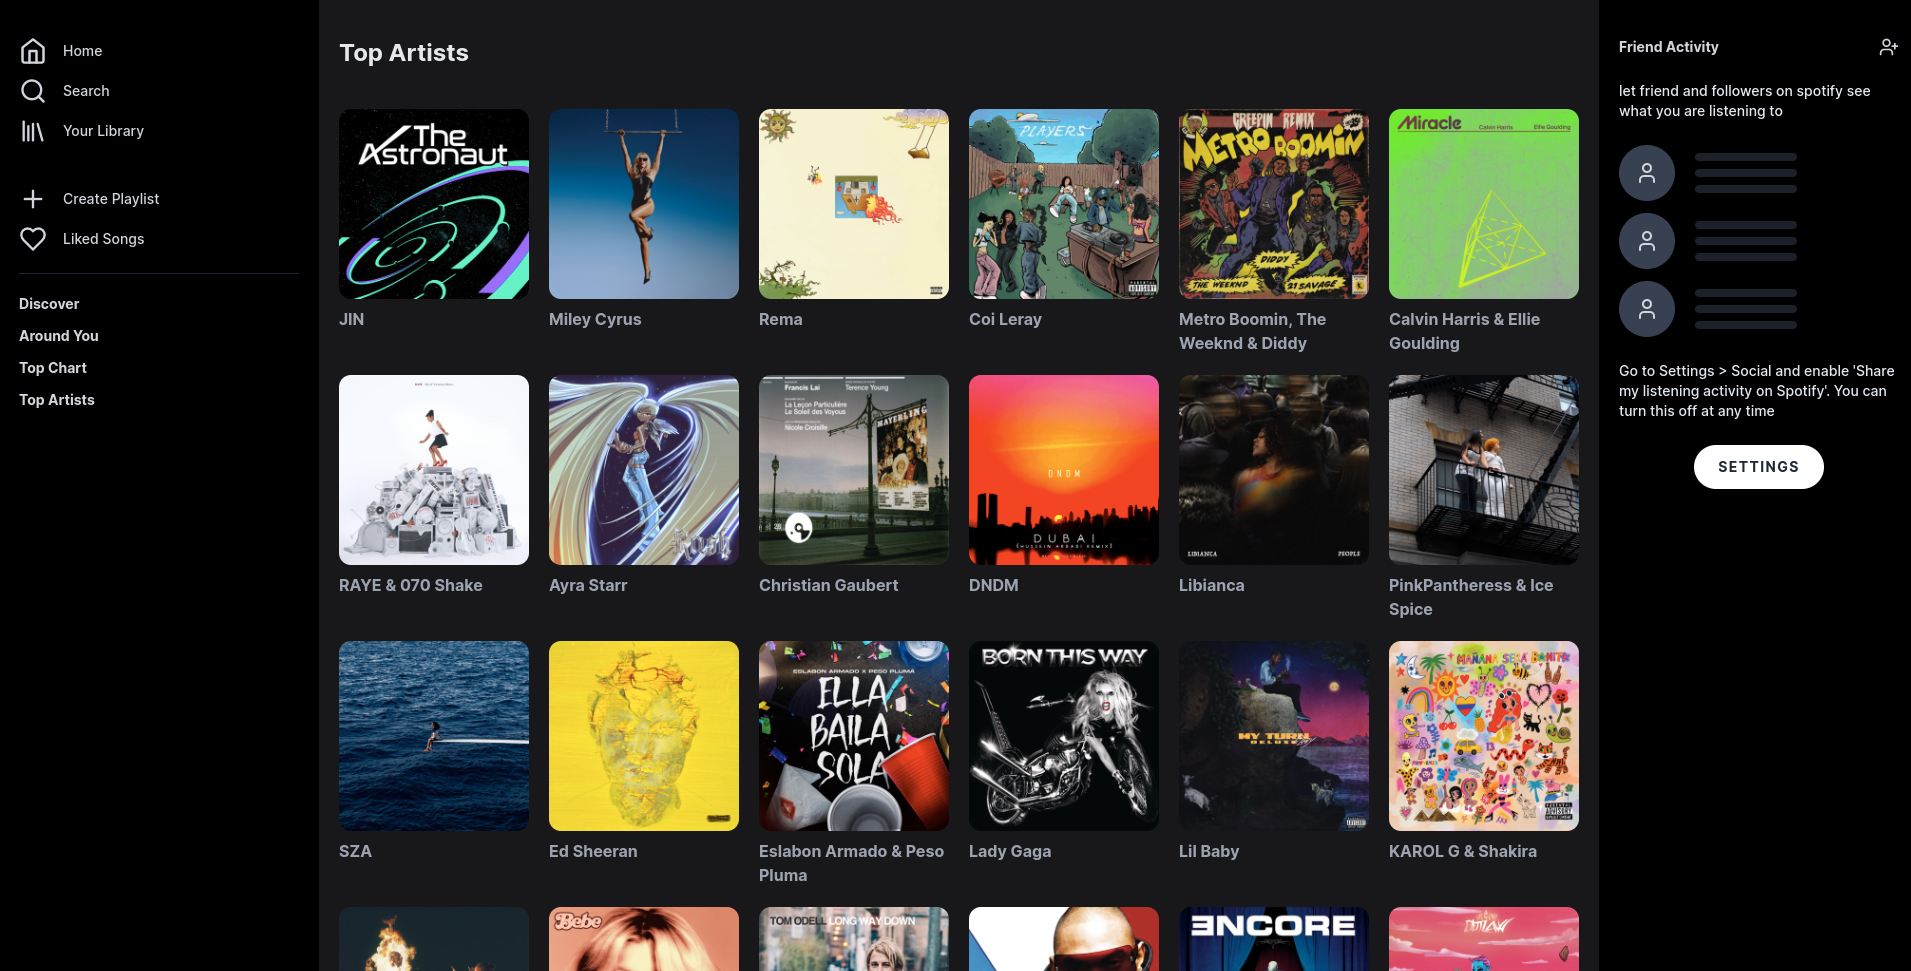 Home
Search
Your Library
Create Playlist
Liked Songs
Discover
Around You
Top Chart
Top Artists
Top Artists
The
Astronaut
JIN
Miley Cyrus
Rema
PLAYERS
Coi Leray
CREEPIN REMIX
METRO BOOMIN
DIDDY
THE WEEKND
21 SAVAGE
Metro Boomin, The
Weeknd & Diddy
Miracle
Calvin Harris
Ellie Goulding
Calvin Harris & Ellie
Goulding
RAYE & 070 Shake
Rush
Ayra Starr
Francis Lai
Terence Young
La Leçon Particulière
Le Soleil des Voyous
Nicole Croisille
MAYERLING
Christian Gaubert
DNDM
DUBAI
(HUSSEIN ARBABI REMIX)
DNDM
LIBIANCA
PEOPLE
Libianca
PinkPantheress & Ice
Spice
SZA
Ed Sheeran
ESLABON ARMADO X PESO PLUMA
ELLA
BAILA
SOLA
Eslabon Armado & Peso
Pluma
BORN THIS WAY
Lady Gaga
MY TURN
DELUXE
Lil Baby
MAÑANA SERÁ BONITO
KAROL G & Shakira
Bebe
TOM ODELL LONG WAY DOWN
ENCORE
Friend Activity
let friend and followers on spotify see
what you are listening to
Go to Settings > Social and enable 'Share
my listening activity on Spotify'. You can
turn this off at any time
SETTINGS